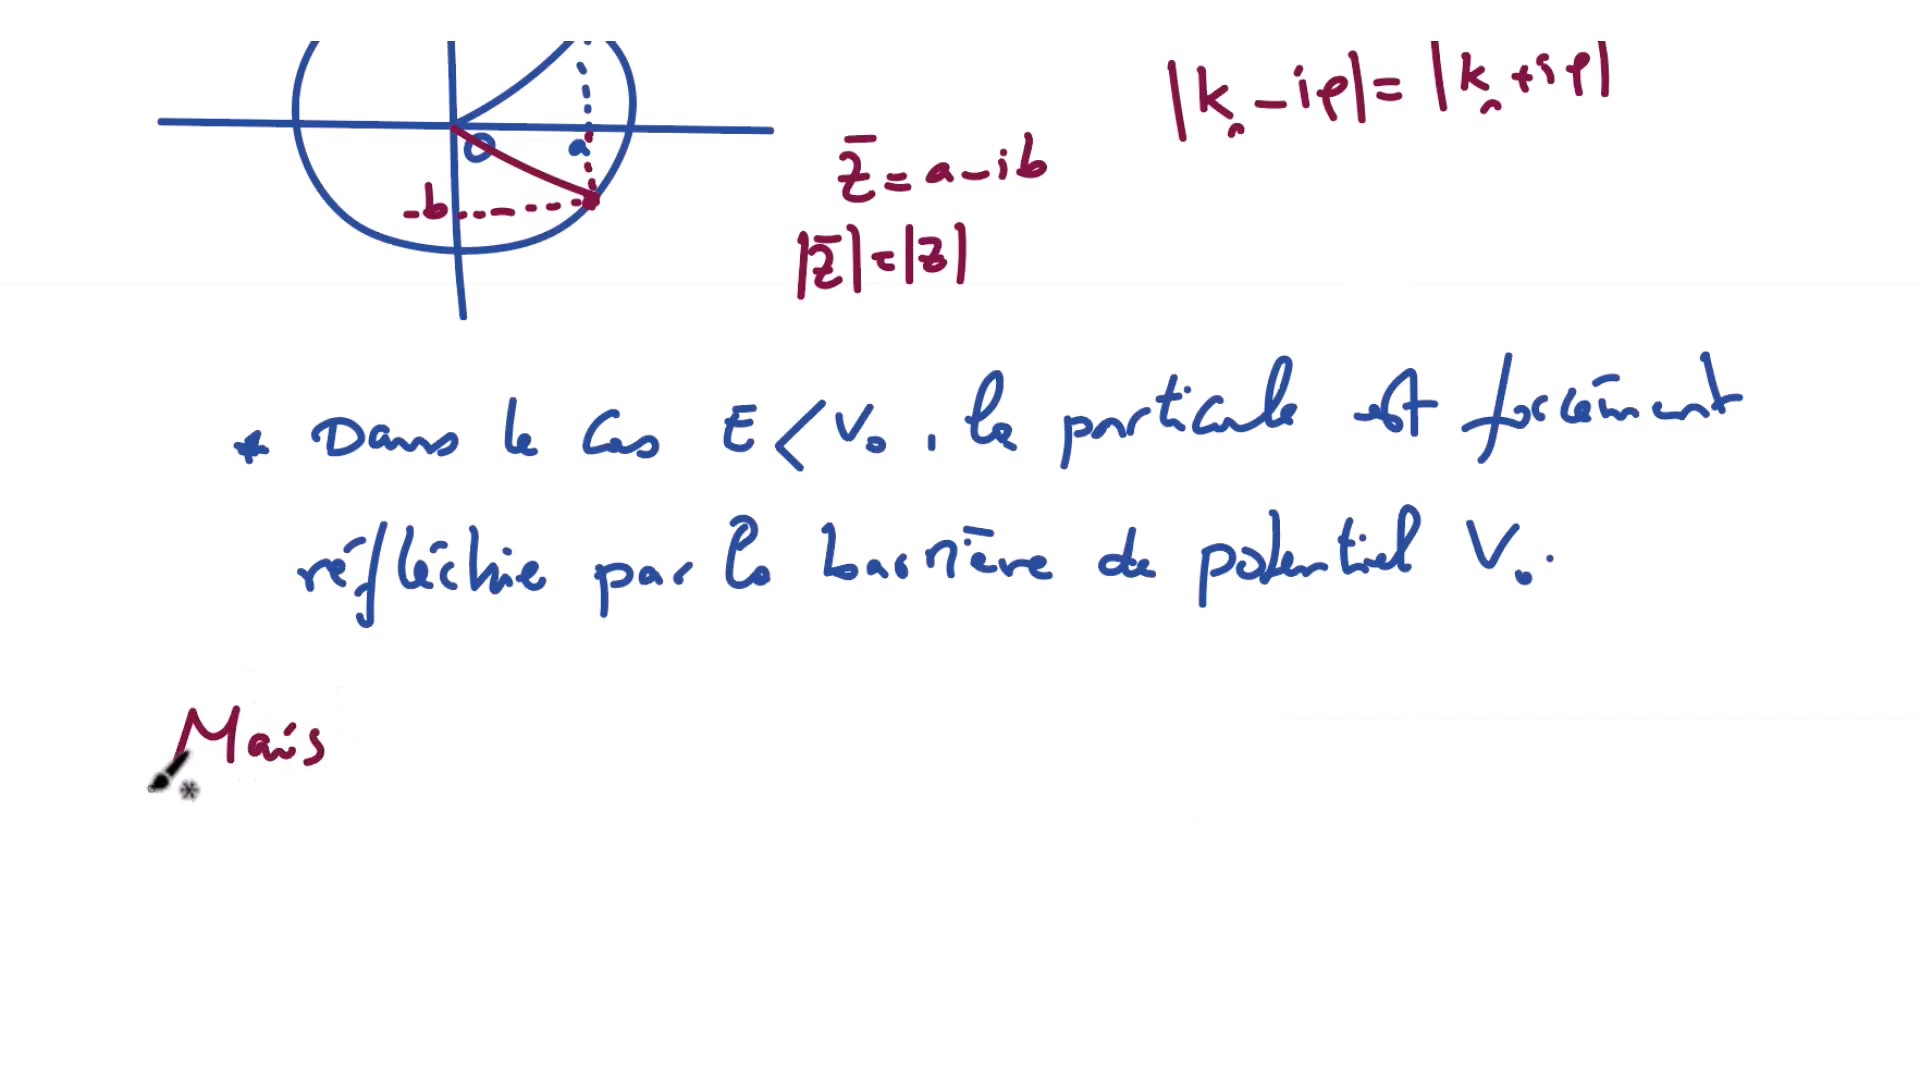 |k₁ - iρ| = |k₁ + iρ|
O a
z̄ = a - ib
-b
|z̄| = |z|
* Dans le cas E < V₀, la particule est forcément
réfléchie par la barrière de potentiel V₀.
Mais